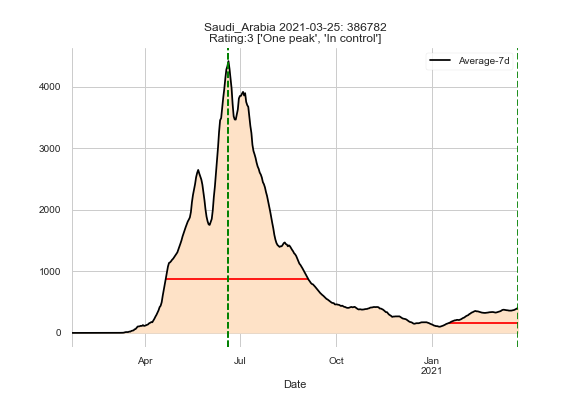 Saudi_Arabia 2021-03-25: 386782
Rating:3 ['One peak', 'In control']
Average-7d
4000
3000
2000
1000
0
Apr
Jul
Oct
Jan
2021
Date